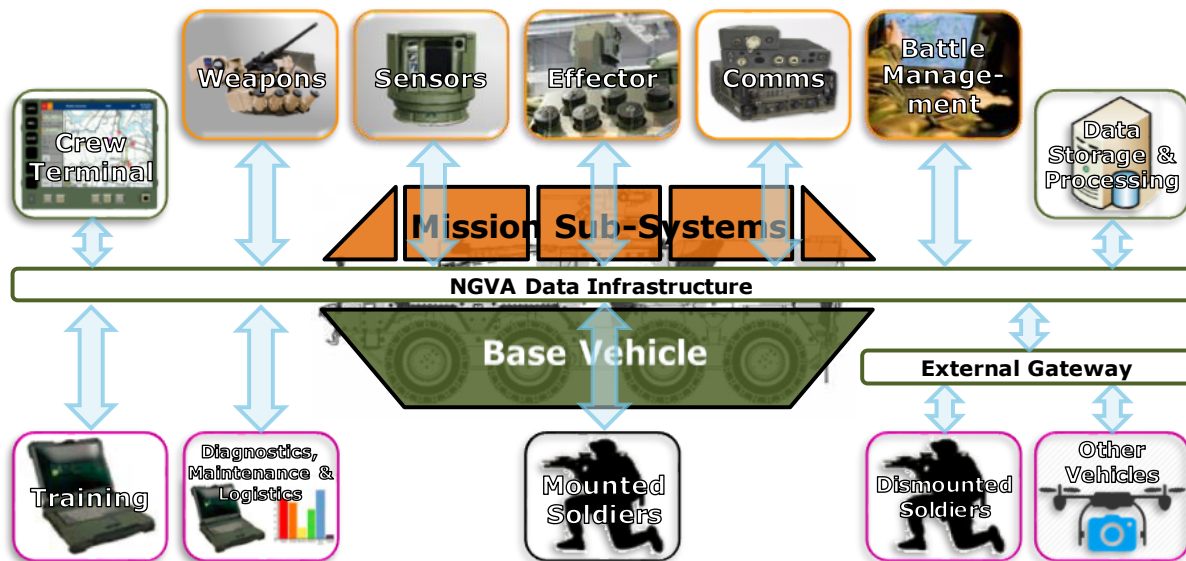 Weapons
Sensors
Effector
Comms
Battle
Manage-
ment
Crew
Terminal
Data
Storage &
Processing
Mission Sub-Systems
NGVA Data Infrastructure
Base Vehicle
External Gateway
Training
Diagnostics,
Maintenance &
Logistics
Mounted
Soldiers
Dismounted
Soldiers
Other
Vehicles